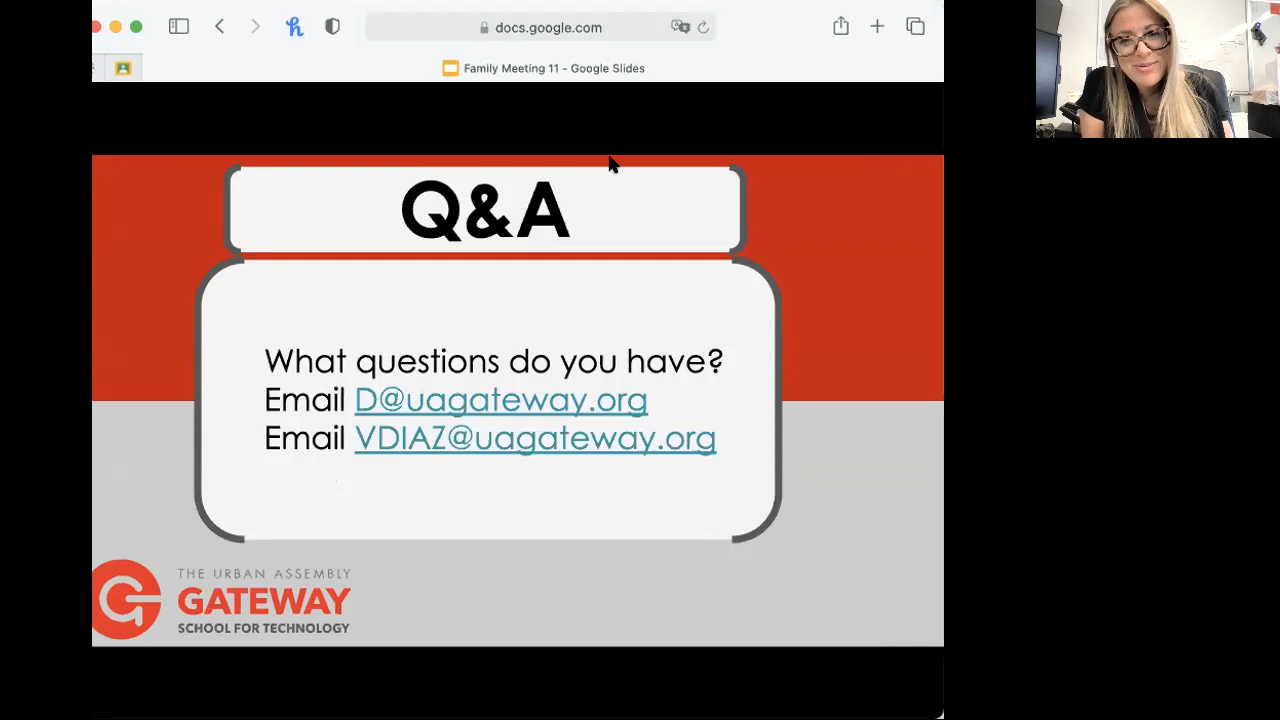 docs.google.com
Family Meeting 11 - Google Slides
Q&A
What questions do you have?
Email D@uagateway.org
Email VDIAZ@uagateway.org
THE URBAN ASSEMBLY
GATEWAY
SCHOOL FOR TECHNOLOGY